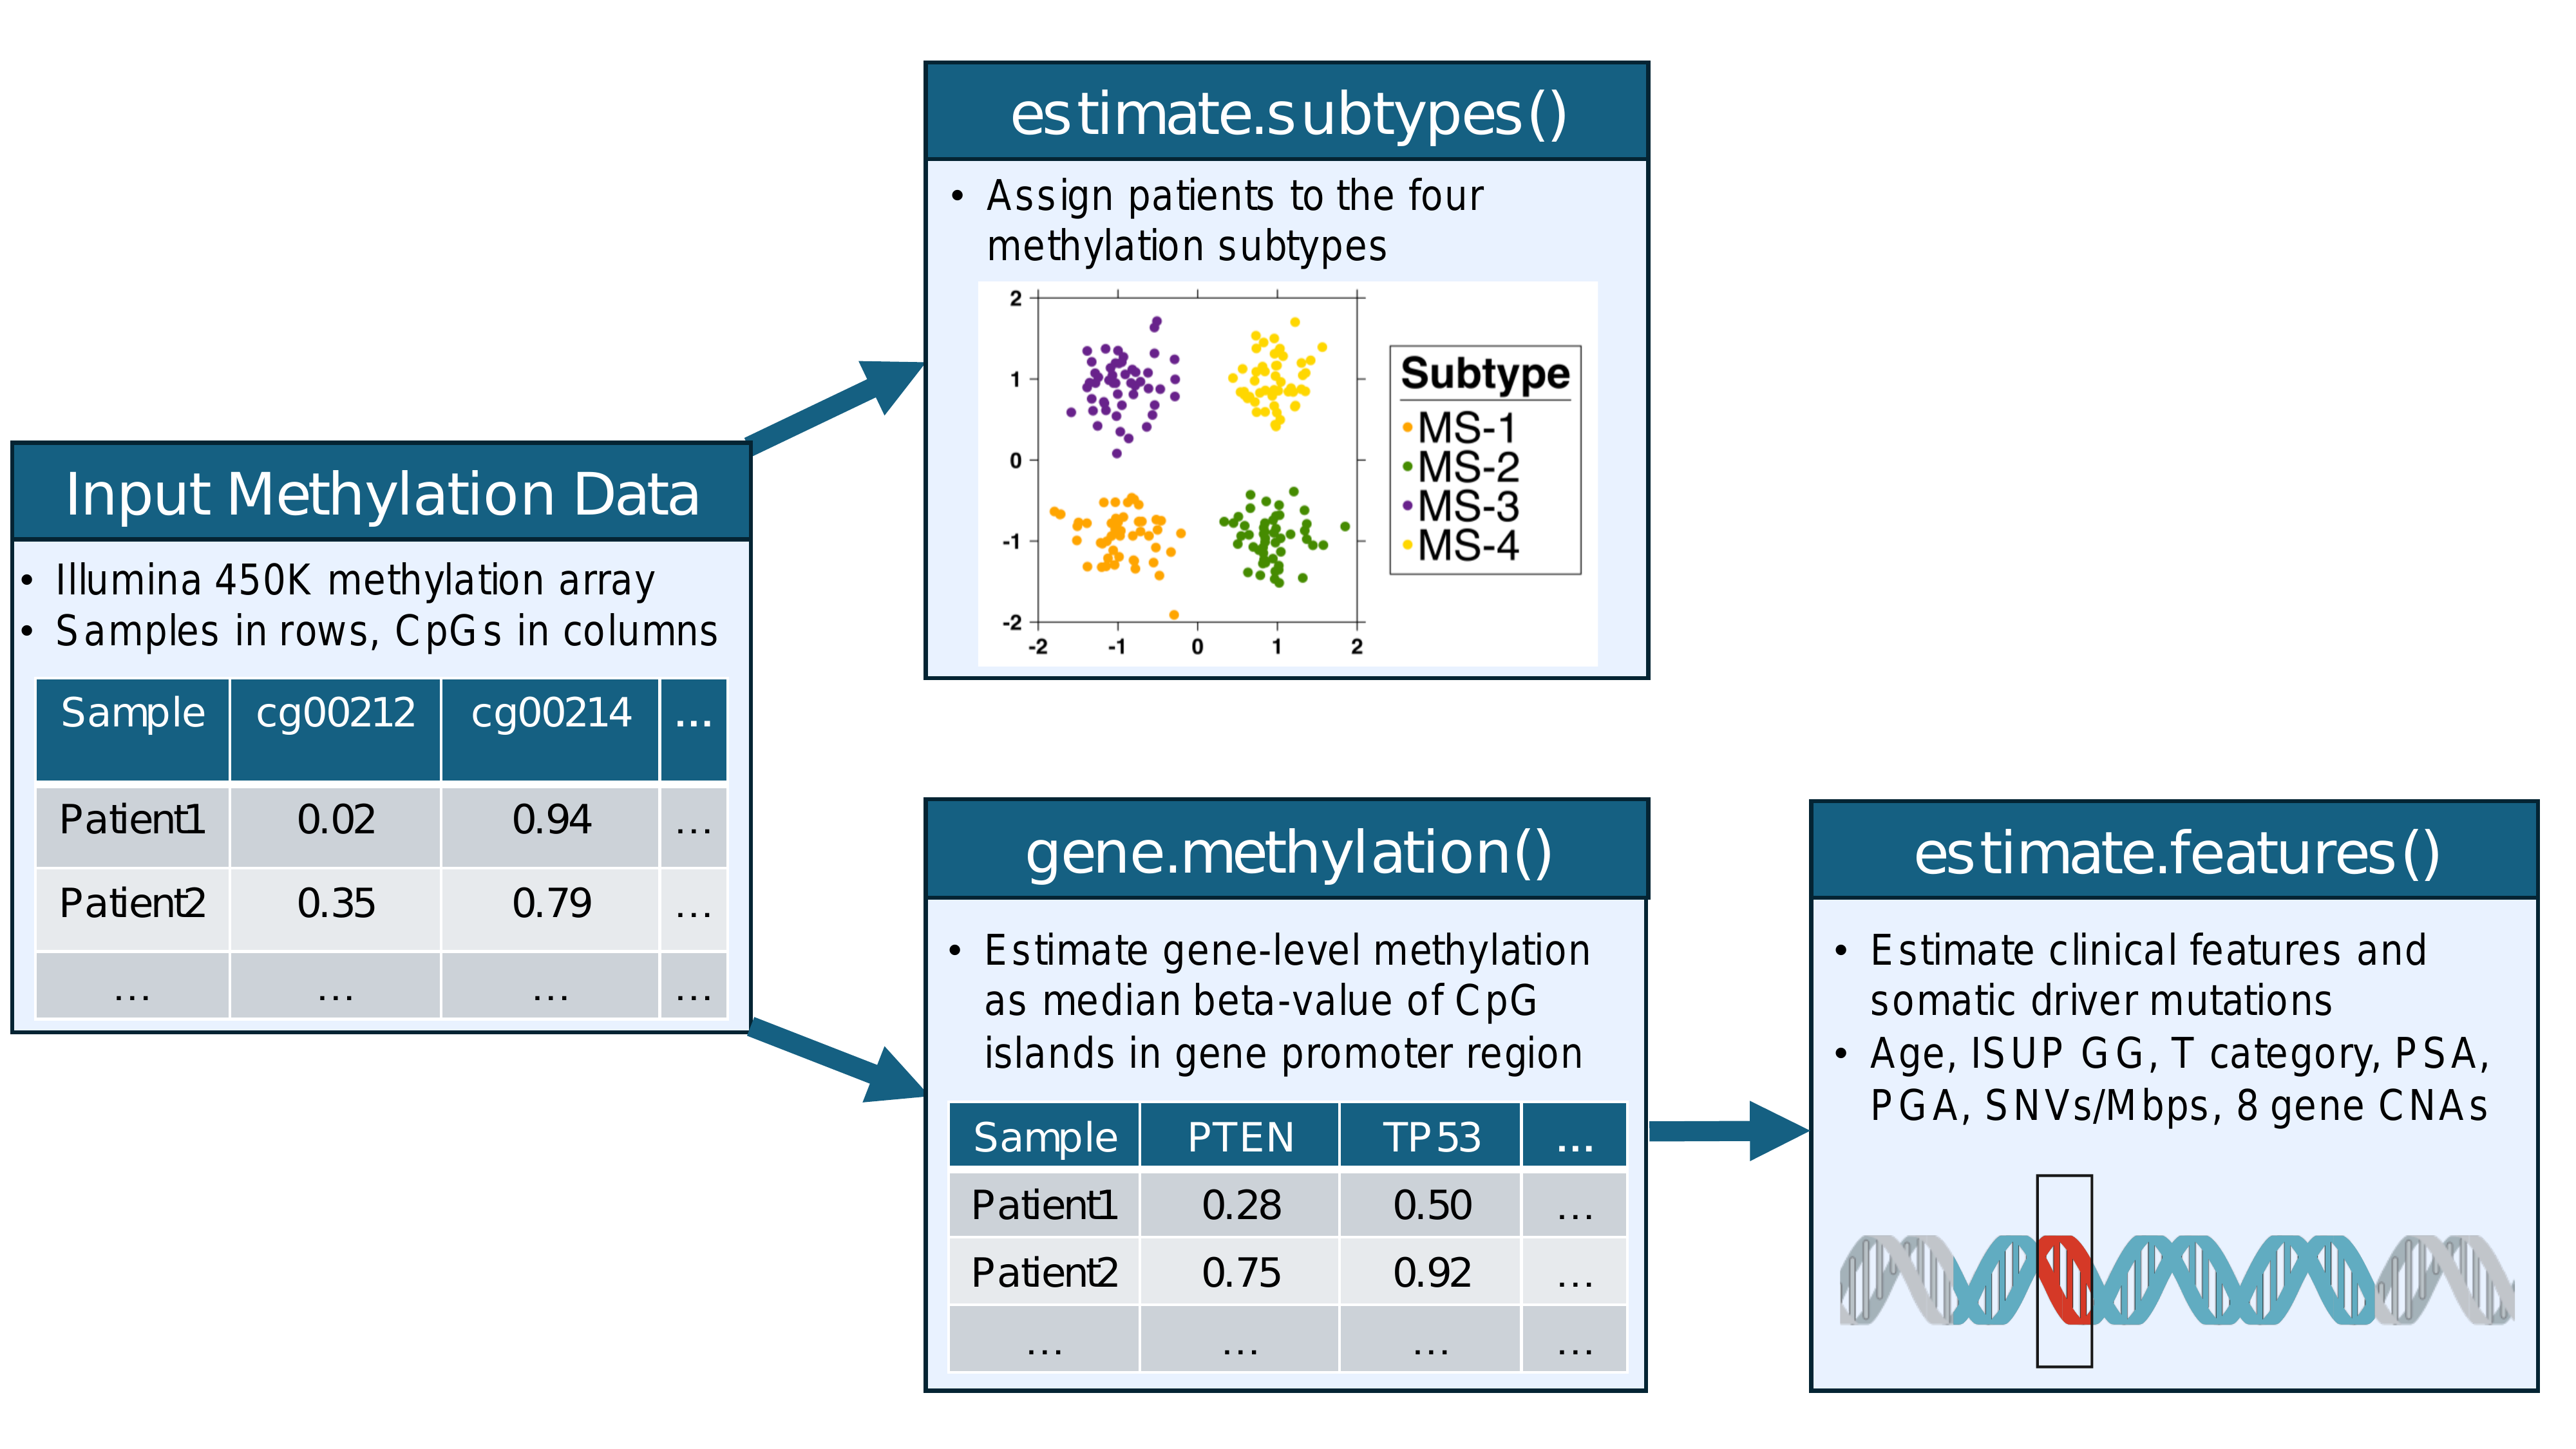 Input Methylation Data
• Illumina 450K methylation array
• Samples in rows, CpGs in columns
Sample cg00212 cg00214 ...
Patient1 0.02 0.94 ...
Patient2 0.35 0.79 ...
... ... ... ...
estimate.subtypes()
• Assign patients to the four
methylation subtypes
2
1
0
-1
-2
-2 -1 0 1 2
Subtype
MS-1
MS-2
MS-3
MS-4
gene.methylation()
• Estimate gene-level methylation
as median beta-value of CpG
islands in gene promoter region
Sample PTEN TP53 ...
Patient1 0.28 0.50 ...
Patient2 0.75 0.92 ...
... ... ... ...
estimate.features()
• Estimate clinical features and
somatic driver mutations
• Age, ISUP GG, T category, PSA,
PGA, SNVs/Mbps, 8 gene CNAs